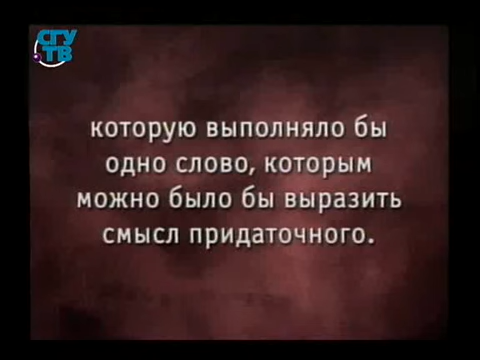 СГУ
ТВ
которую выполняло бы
одно слово, которым
можно было бы выразить
смысл придаточного.